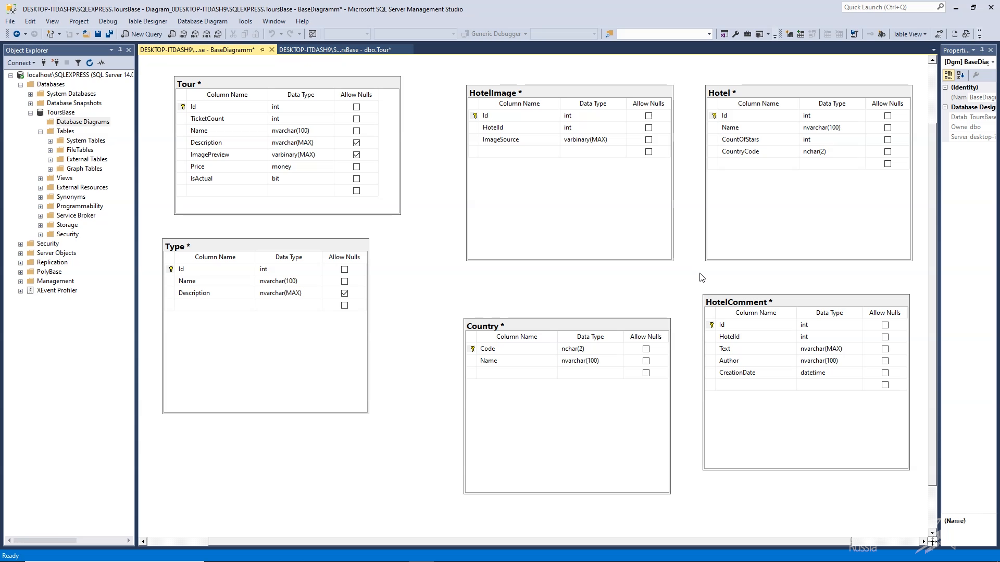 DESKTOP-ITDASH9\SQLEXPRESS.ToursBase - Diagram_0DESKTOP-ITDASH9\SQLEXPRESS.ToursBase - BaseDiagramm* - Microsoft SQL Server Management Studio
Quick Launch (Ctrl+Q)
File Edit View Project Debug Table Designer Database Diagram Tools Window Help
New Query MDX DMX XMLA DAX Generic Debugger Table View
Object Explorer
DESKTOP-ITDASH9\...se - BaseDiagramm*
DESKTOP-ITDASH9\S...rsBase - dbo.Tour*
Properti...
Connect
[Dgm] BaseDiag
localhost\SQLEXPRESS (SQL Server 14.0
Databases
System Databases
Database Snapshots
ToursBase
Database Diagrams
Tables
System Tables
FileTables
External Tables
Graph Tables
Views
External Resources
Synonyms
Programmability
Service Broker
Storage
Security
Security
Server Objects
Replication
PolyBase
Management
XEvent Profiler
Tour *
Column Name Data Type Allow Nulls
Id int
TicketCount int
Name nvarchar(100)
Description nvarchar(MAX)
ImagePreview varbinary(MAX)
Price money
IsActual bit
HotelImage *
Column Name Data Type Allow Nulls
Id int
HotelId int
ImageSource varbinary(MAX)
Hotel *
Column Name Data Type Allow Nulls
Id int
Name nvarchar(100)
CountOfStars int
CountryCode nchar(2)
Type *
Column Name Data Type Allow Nulls
Id int
Name nvarchar(100)
Description nvarchar(MAX)
Country *
Column Name Data Type Allow Nulls
Code nchar(2)
Name nvarchar(100)
HotelComment *
Column Name Data Type Allow Nulls
Id int
HotelId int
Text nvarchar(MAX)
Author nvarchar(100)
CreationDate datetime
(Identity)
(Nam BaseDiagr
Database Desig
Datab ToursBase
Owne dbo
Server desktop-i
(Name)
Russia
Ready